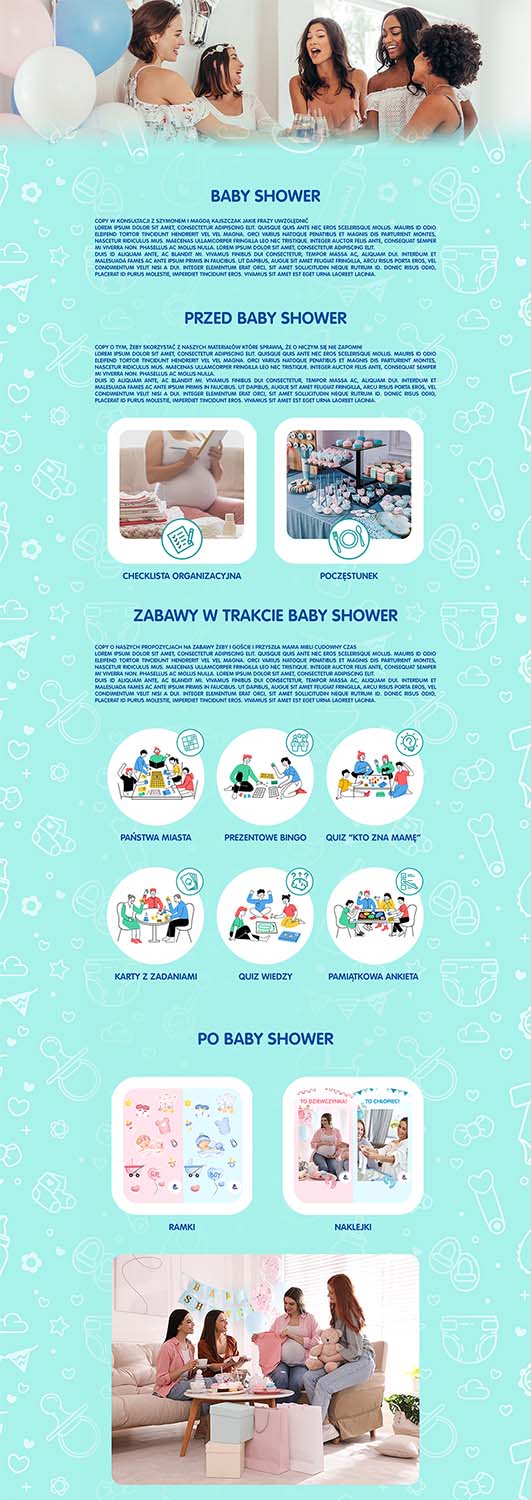 BABY SHOWER
COPY W KONSULTACJI Z SZYMONEM I MAGDĄ KAJSZCZAK JAKIE FRAZY UWZGLĘDNIĆ
LOREM IPSUM DOLOR SIT AMET, CONSECTETUR ADIPISCING ELIT. QUISQUE QUIS ANTE NEC EROS SCELERISQUE MOLLIS. MAURIS ID ODIO
ELEIFEND TORTOR TINCIDUNT HENDRERIT VEL VEL MAGNA. ORCI VARIUS NATOQUE PENATIBUS ET MAGNIS DIS PARTURIENT MONTES,
NASCETUR RIDICULUS MUS. MAECENAS ULLAMCORPER FRINGILLA LEO NEC TRISTIQUE. INTEGER AUCTOR FELIS ANTE, CONSEQUAT SEMPER
MI VIVERRA NON. PHASELLUS AC MOLLIS NULLA. LOREM IPSUM DOLOR SIT AMET, CONSECTETUR ADIPISCING ELIT.
DUIS ID ALIQUAM ANTE, AC BLANDIT MI. VIVAMUS FINIBUS DUI CONSECTETUR, TEMPOR MASSA AC, ALIQUAM DUI. INTERDUM ET
MALESUADA FAMES AC ANTE IPSUM PRIMIS IN FAUCIBUS. UT DAPIBUS, AUGUE SIT AMET FEUGIAT FRINGILLA, ARCU RISUS PORTA EROS, VEL
CONDIMENTUM VELIT NISI A DUI. INTEGER ELEMENTUM ERAT ORCI, SIT AMET SOLLICITUDIN NEQUE RUTRUM ID. DONEC RISUS ODIO,
PLACERAT ID PURUS MOLESTIE, IMPERDIET TINCIDUNT EROS. VIVAMUS SIT AMET EST EGET URNA LAOREET LACINIA.
PRZED BABY SHOWER
COPY O TYM, ŻEBY SKORZYSTAĆ Z NASZYCH MATERIAŁÓW KTÓRE SPRAWIĄ, ŻE O NICZYM SIĘ NIE ZAPOMNI
LOREM IPSUM DOLOR SIT AMET, CONSECTETUR ADIPISCING ELIT. QUISQUE QUIS ANTE NEC EROS SCELERISQUE MOLLIS. MAURIS ID ODIO
ELEIFEND TORTOR TINCIDUNT HENDRERIT VEL VEL MAGNA. ORCI VARIUS NATOQUE PENATIBUS ET MAGNIS DIS PARTURIENT MONTES,
NASCETUR RIDICULUS MUS. MAECENAS ULLAMCORPER FRINGILLA LEO NEC TRISTIQUE. INTEGER AUCTOR FELIS ANTE, CONSEQUAT SEMPER
MI VIVERRA NON. PHASELLUS AC MOLLIS NULLA.
DUIS ID ALIQUAM ANTE, AC BLANDIT MI. VIVAMUS FINIBUS DUI CONSECTETUR, TEMPOR MASSA AC, ALIQUAM DUI. INTERDUM ET
MALESUADA FAMES AC ANTE IPSUM PRIMIS IN FAUCIBUS. UT DAPIBUS, AUGUE SIT AMET FEUGIAT FRINGILLA, ARCU RISUS PORTA EROS, VEL
CONDIMENTUM VELIT NISI A DUI. INTEGER ELEMENTUM ERAT ORCI, SIT AMET SOLLICITUDIN NEQUE RUTRUM ID. DONEC RISUS ODIO,
PLACERAT ID PURUS MOLESTIE, IMPERDIET TINCIDUNT EROS. VIVAMUS SIT AMET EST EGET URNA LAOREET LACINIA.
CHECKLISTA ORGANIZACYJNA
POCZĘSTUNEK
ZABAWY W TRAKCIE BABY SHOWER
COPY O NASZYCH PROPOZYCJACH NA ZABAWY ŻEBY I GOŚCIE I PRZYSZŁA MAMA MIELI CUDOWNY CZAS
LOREM IPSUM DOLOR SIT AMET, CONSECTETUR ADIPISCING ELIT. QUISQUE QUIS ANTE NEC EROS SCELERISQUE MOLLIS. MAURIS ID ODIO
ELEIFEND TORTOR TINCIDUNT HENDRERIT VEL VEL MAGNA. ORCI VARIUS NATOQUE PENATIBUS ET MAGNIS DIS PARTURIENT MONTES,
NASCETUR RIDICULUS MUS. MAECENAS ULLAMCORPER FRINGILLA LEO NEC TRISTIQUE. INTEGER AUCTOR FELIS ANTE, CONSEQUAT SEMPER
MI VIVERRA NON. PHASELLUS AC MOLLIS NULLA. LOREM IPSUM DOLOR SIT AMET, CONSECTETUR ADIPISCING ELIT.
DUIS ID ALIQUAM ANTE, AC BLANDIT MI. VIVAMUS FINIBUS DUI CONSECTETUR, TEMPOR MASSA AC, ALIQUAM DUI. INTERDUM ET
MALESUADA FAMES AC ANTE IPSUM PRIMIS IN FAUCIBUS. UT DAPIBUS, AUGUE SIT AMET FEUGIAT FRINGILLA, ARCU RISUS PORTA EROS, VEL
CONDIMENTUM VELIT NISI A DUI. INTEGER ELEMENTUM ERAT ORCI, SIT AMET SOLLICITUDIN NEQUE RUTRUM ID. DONEC RISUS ODIO,
PLACERAT ID PURUS MOLESTIE, IMPERDIET TINCIDUNT EROS. VIVAMUS SIT AMET EST EGET URNA LAOREET LACINIA.
PAŃSTWA MIASTA
PREZENTOWE BINGO
QUIZ "KTO ZNA MAMĘ"
KARTY Z ZADANIAMI
QUIZ WIEDZY
PAMIĄTKOWA ANKIETA
PO BABY SHOWER
GIRL
BOY
TO DZIEWCZYNKA!
TO CHŁOPIEC!
RAMKI
NAKLEJKI
BABY
SHOW